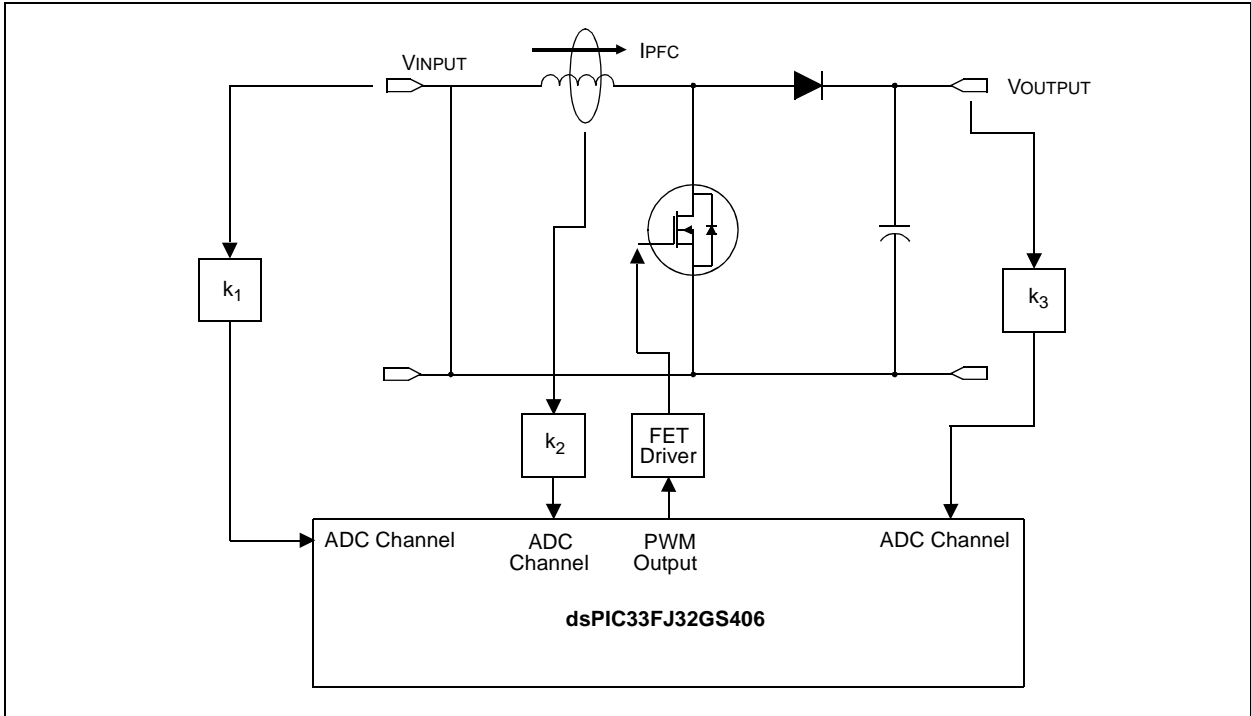 IPFC
VINPUT
VOUTPUT
k1
k3
k2
FET
Driver
ADC Channel
ADC
Channel
PWM
Output
ADC Channel
dsPIC33FJ32GS406